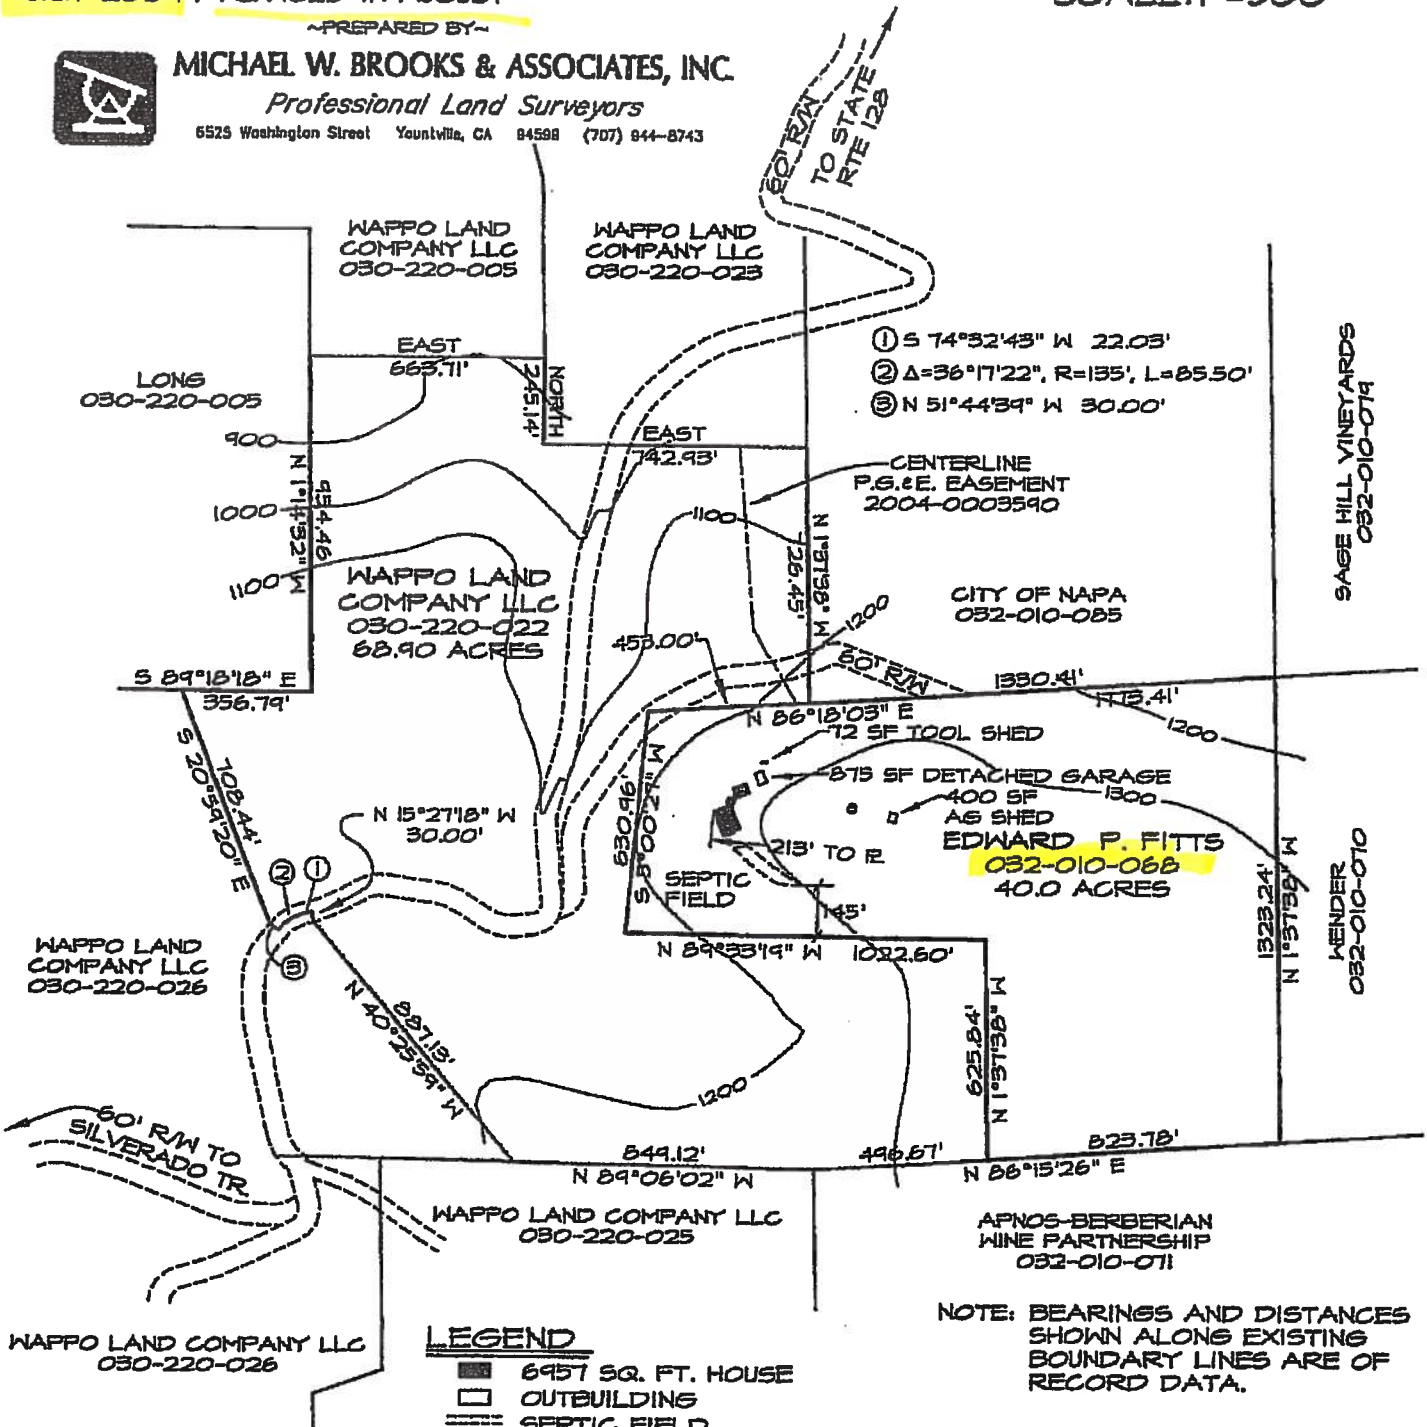 ~PREPARED BY~
MICHAEL W. BROOKS & ASSOCIATES, INC.
Professional Land Surveyors
6525 Washington Street Yountville, CA 94599 (707) 944-8743
60' R/W
TO STATE
RTE 128
WAPPO LAND
COMPANY LLC
030-220-005
WAPPO LAND
COMPANY LLC
030-220-023
EAST
663.71'
LONG
030-220-005
NORTH
245.14'
① S 74°32'43" W 22.03'
② Δ=36°17'22", R=135', L=85.50'
③ N 51°44'39" W 30.00'
SAGE HILL VINEYARDS
032-010-079
900
EAST
742.93'
CENTERLINE
P.G.&E. EASEMENT
2004-0003590
1000
N 1°14'52" W
954.46
1100
1100
N 1°37'38" W
726.45'
WAPPO LAND
COMPANY LLC
030-220-022
68.90 ACRES
CITY OF NAPA
032-010-085
1200
453.00'
60' R/W
S 89°18'18" E
356.79'
1330.41'
1773.41'
N 86°18'03" E
1200
72 SF TOOL SHED
S 20°59'20" E
708.44'
875 SF DETACHED GARAGE
1300
400 SF
AG SHED
N 15°27'18" W
30.00'
630.96'
EDWARD P. FITTS
032-010-068
40.0 ACRES
213' TO PL
SEPTIC
FIELD
145'
② ①
③
1323.24'
N 1°37'38" W
WENDER
032-010-070
WAPPO LAND
COMPANY LLC
030-220-026
N 89°33'19" W 1022.60'
887.13'
N 40°25'59" W
625.84'
N 1°37'38" W
1200
60' R/W TO
SILVERADO TR.
849.12'
N 89°06'02" W
496.67'
823.78'
N 86°15'26" E
WAPPO LAND COMPANY LLC
030-220-025
APNOS-BERBERIAN
WINE PARTNERSHIP
032-010-071
NOTE: BEARINGS AND DISTANCES
SHOWN ALONG EXISTING
BOUNDARY LINES ARE OF
RECORD DATA.
WAPPO LAND COMPANY LLC
030-220-026
LEGEND
6957 SQ. FT. HOUSE
OUTBUILDING
SEPTIC FIELD